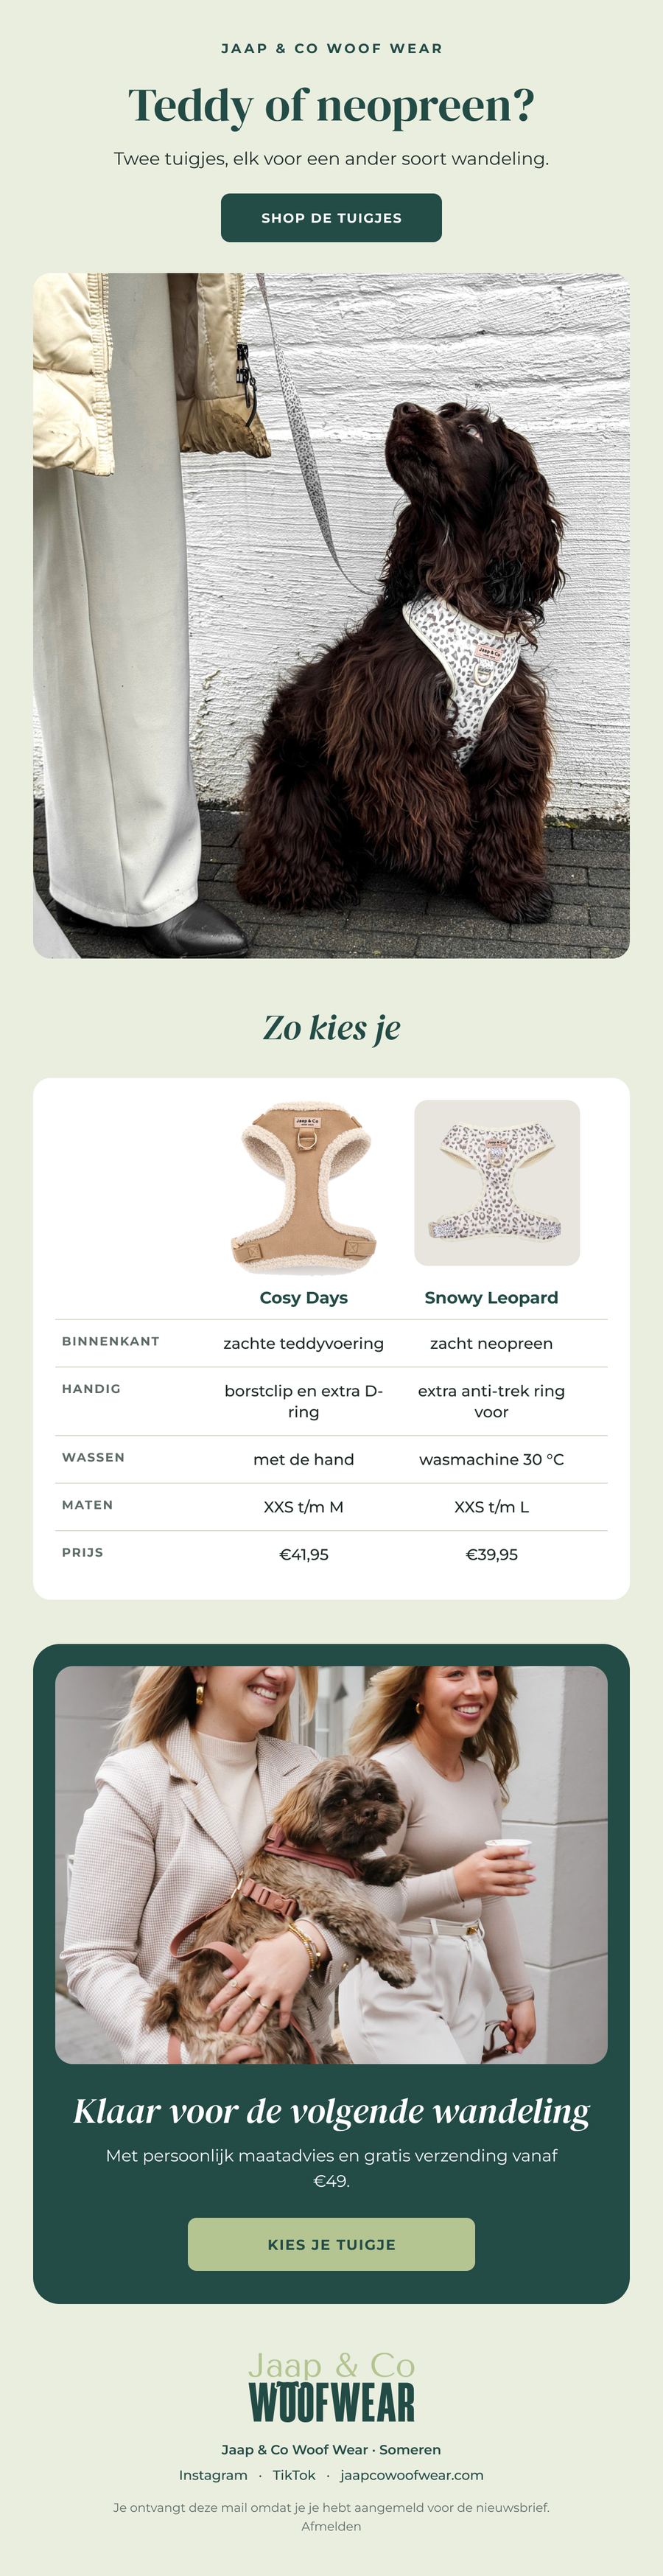 JAAP & CO WOOF WEAR
Teddy of neopreen?
Twee tuigjes, elk voor een ander soort wandeling.
SHOP DE TUIGJES
Jaap & Co
Zo kies je
Jaap & Co
Cosy Days
Snowy Leopard
BINNENKANT
zachte teddyvoering
zacht neopreen
HANDIG
borstclip en extra D-
ring
extra anti-trek ring
voor
WASSEN
met de hand
wasmachine 30 °C
MATEN
XXS t/m M
XXS t/m L
PRIJS
€41,95
€39,95
Klaar voor de volgende wandeling
Met persoonlijk maatadvies en gratis verzending vanaf
€49.
KIES JE TUIGJE
Jaap & Co
WOOFWEAR
Jaap & Co Woof Wear · Someren
Instagram · TikTok · jaapcowoofwear.com
Je ontvangt deze mail omdat je je hebt aangemeld voor de nieuwsbrief.
Afmelden